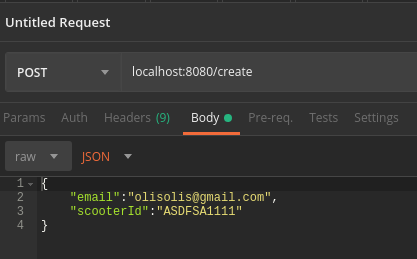 Untitled Request
POST localhost:8080/create
Params Auth Headers (9) Body Pre-req. Tests Settings
raw JSON
1 {
2 "email":"olisolis@gmail.com",
3 "scooterId":"ASDFSA1111"
4 }